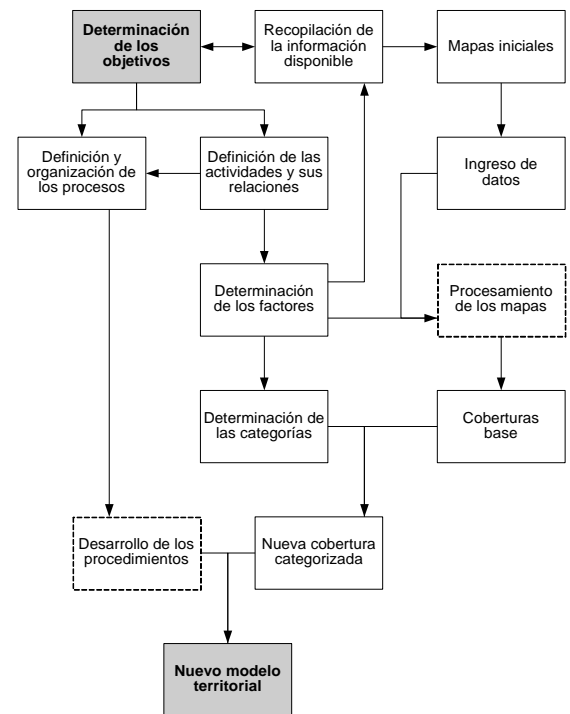 Determinación
de los
objetivos
Recopilación de
la información
disponible
Mapas iniciales
Definición y
organización de
los procesos
Definición de las
actividades y sus
relaciones
Ingreso de
datos
Determinación
de los factores
Procesamiento
de los mapas
Determinación de
las categorías
Coberturas
base
Desarrollo de los
procedimientos
Nueva cobertura
categorizada
Nuevo modelo
territorial